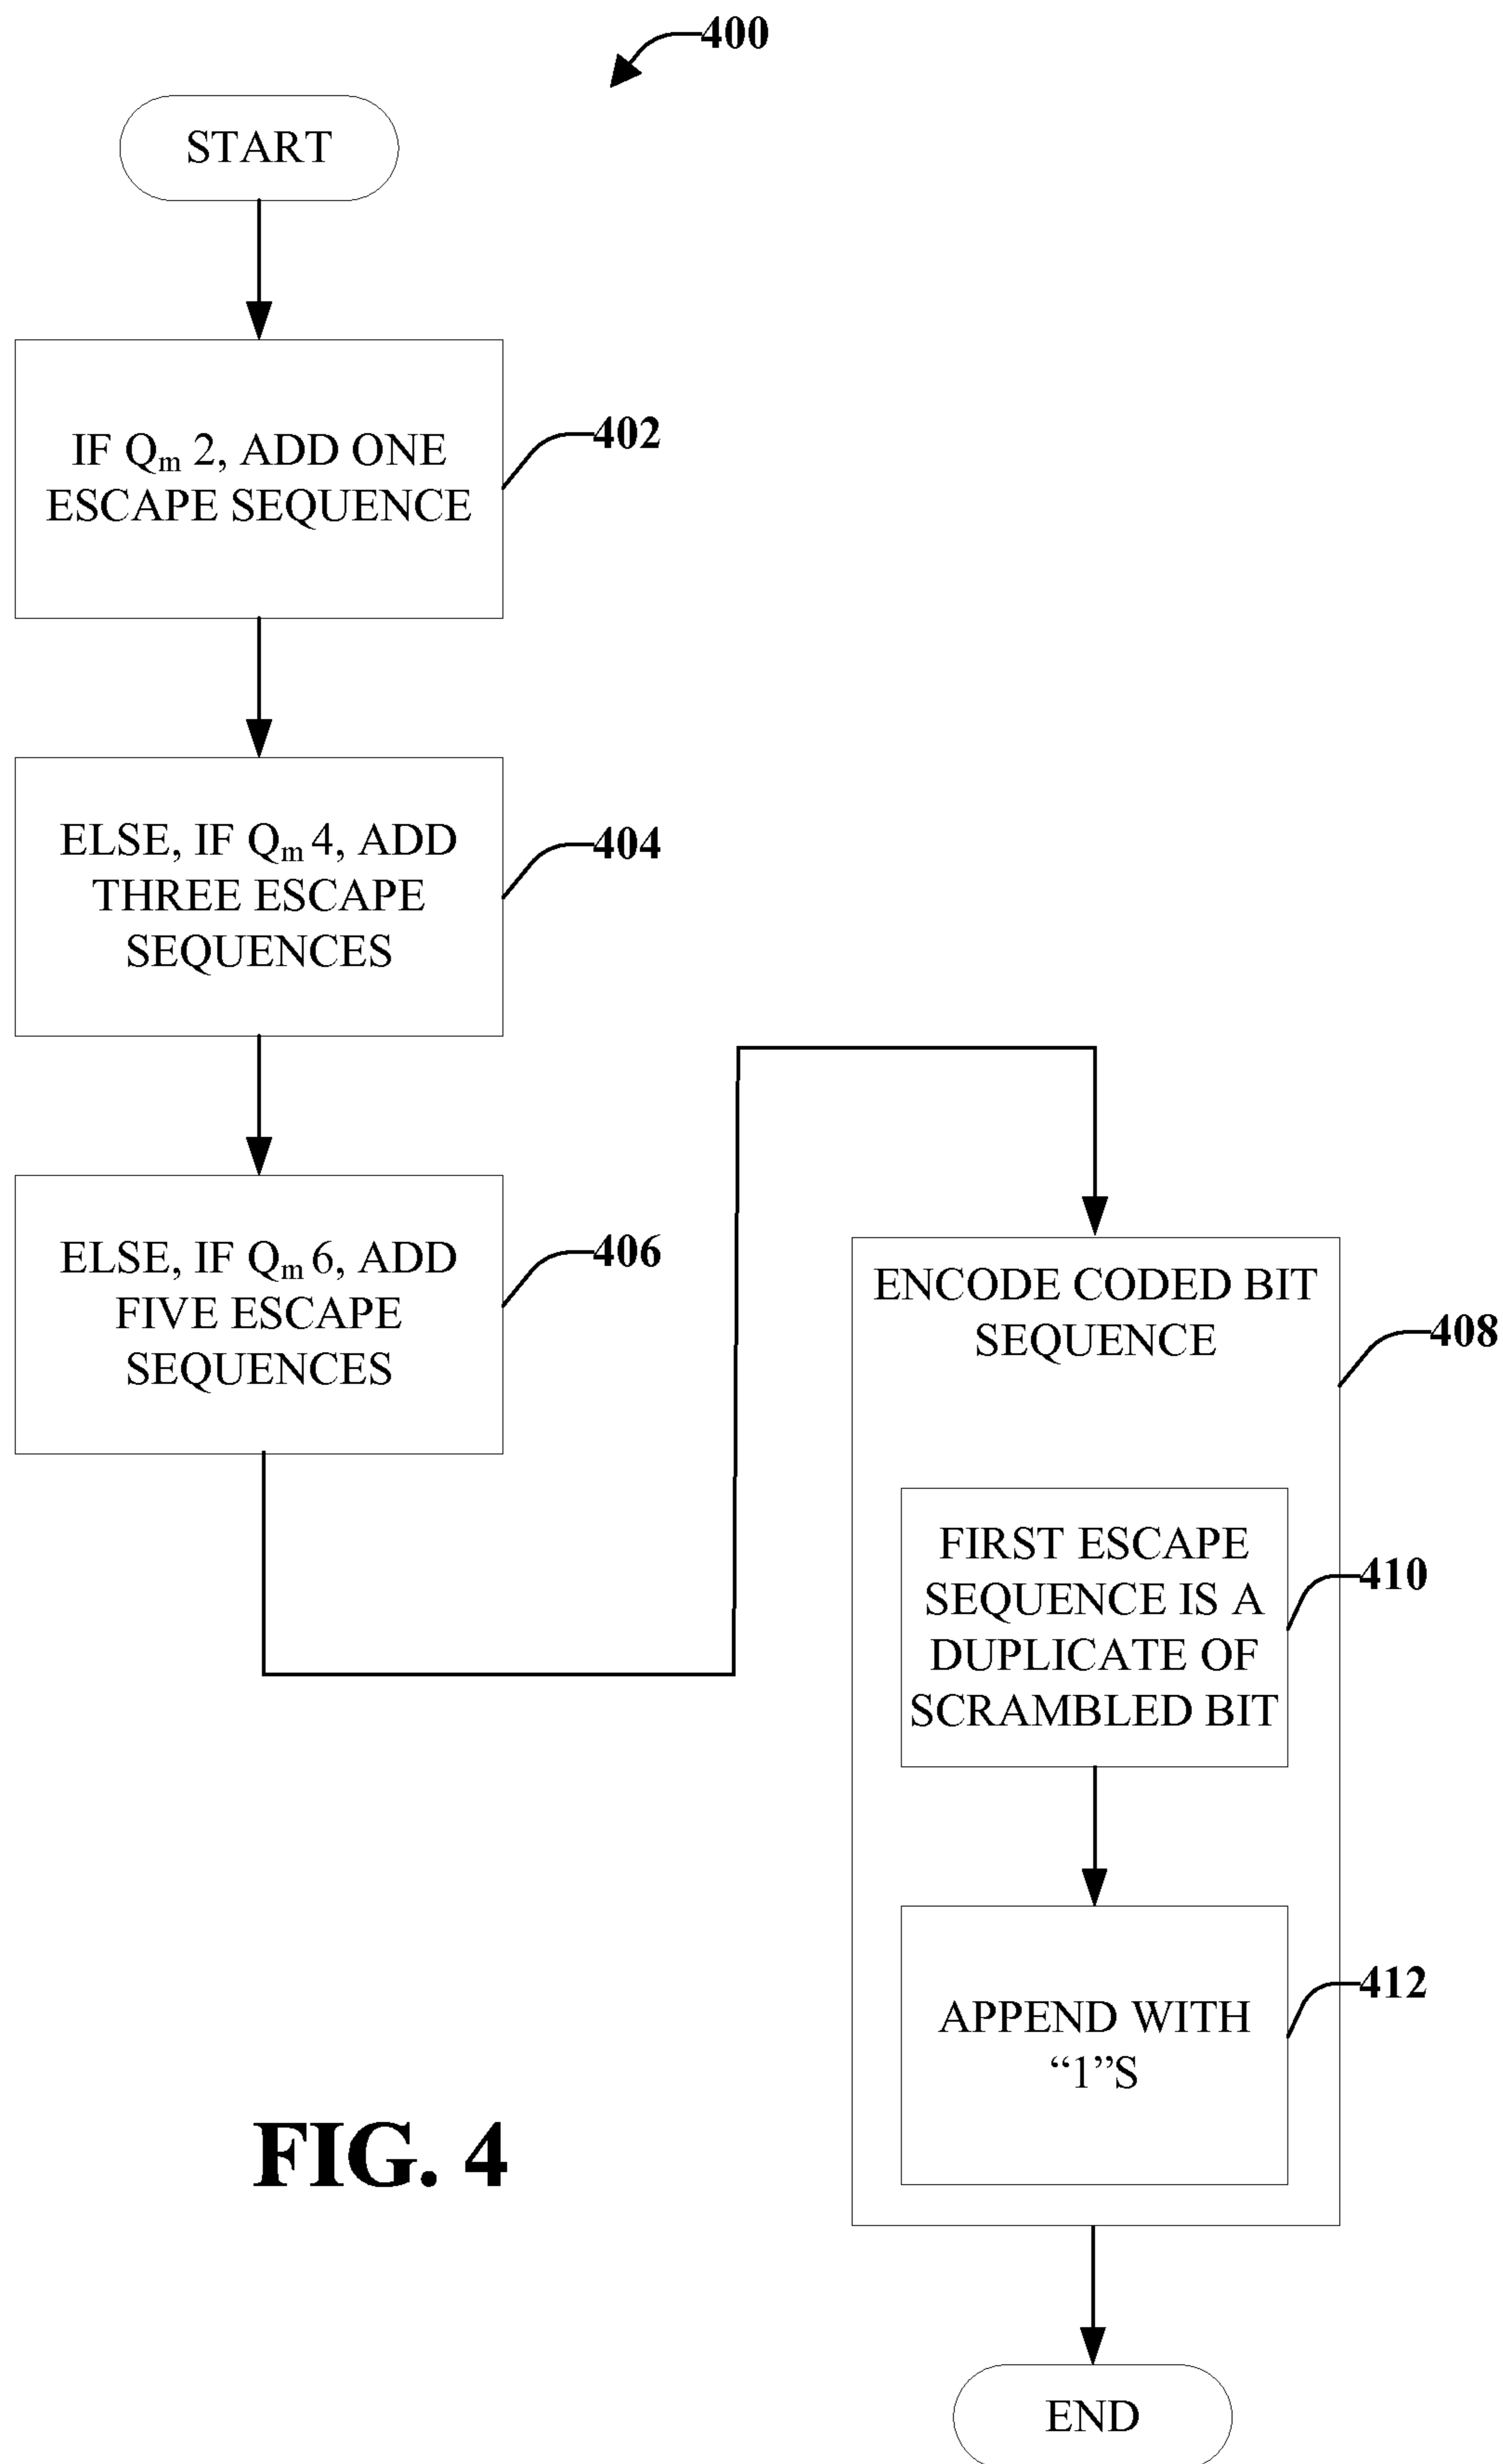 400
START
IF Qm 2, ADD ONE
ESCAPE SEQUENCE
402
ELSE, IF Qm 4, ADD
THREE ESCAPE
SEQUENCES
404
ELSE, IF Qm 6, ADD
FIVE ESCAPE
SEQUENCES
406
ENCODE CODED BIT
SEQUENCE
408
FIRST ESCAPE
SEQUENCE IS A
DUPLICATE OF
SCRAMBLED BIT
410
APPEND WITH
“1”S
412
END
FIG. 4